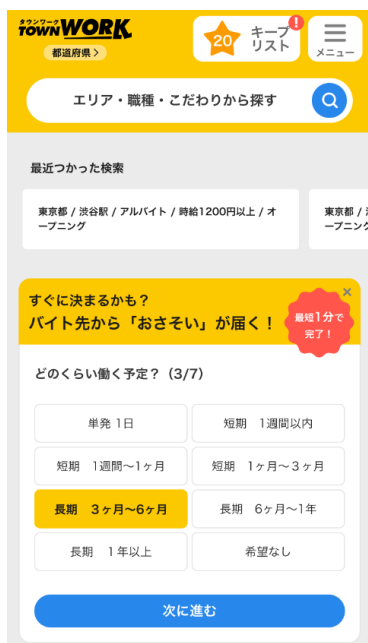 タウンワーク
TOWNWORK
都道府県 >
20
キープ
リスト
!
メニュー
エリア・職種・こだわりから探す
最近つかった検索
東京都 / 渋谷駅 / アルバイト / 時給1200円以上 / オ
ープニング
東京都 /
ープニング
すぐに決まるかも？
バイト先から「おさそい」が届く！
×
最短1分で
完了！
どのくらい働く予定？（3/7）
単発 1日
短期　1週間以内
短期　1週間〜1ヶ月
短期　1ヶ月〜3ヶ月
長期　3ヶ月〜6ヶ月
長期　6ヶ月〜1年
長期　1年以上
希望なし
次に進む